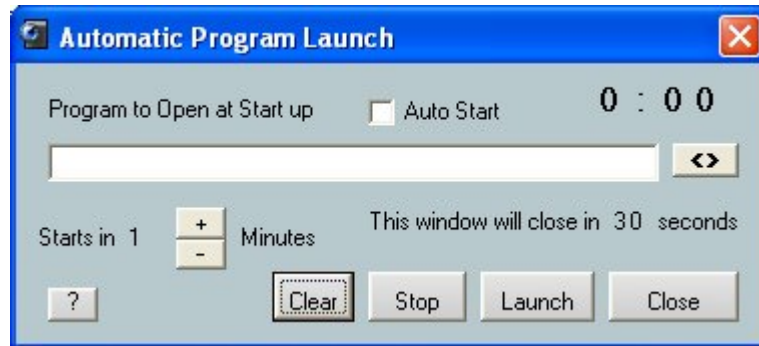 Automatic Program Launch
Program to Open at Start up Auto Start 0 : 0 0
<>
Starts in 1 + - Minutes This window will close in 30 seconds
? Clear Stop Launch Close